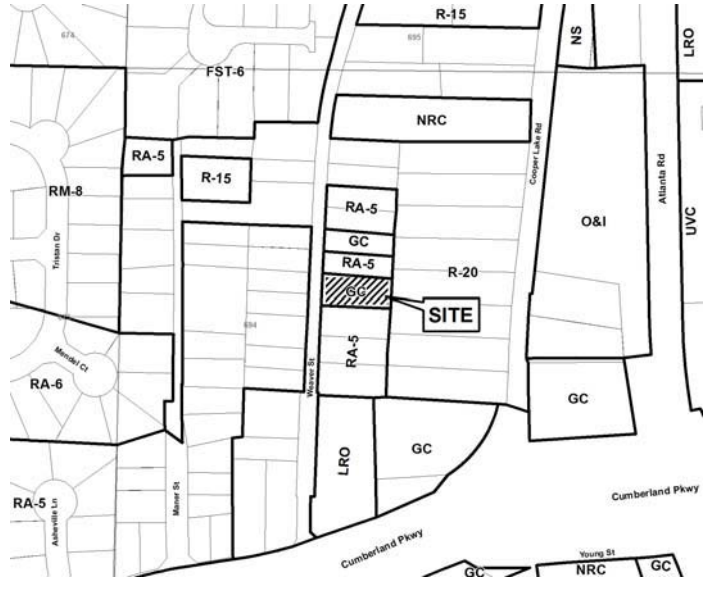 R-15
674
695
NS
LRO
FST-6
NRC
Cooper Lake Rd
RA-5
R-15
Atlanta Rd
RM-8
RA-5
UVC
O&I
Tristan Dr
GC
RA-5
R-20
GC
SITE
694
Mendel Ct
RA-5
Weaver St
RA-6
GC
LRO
GC
RA-5
Asheville Ln
Maner St
Cumberland Pkwy
Cumberland Pkwy
Young St
GC
NRC
GC